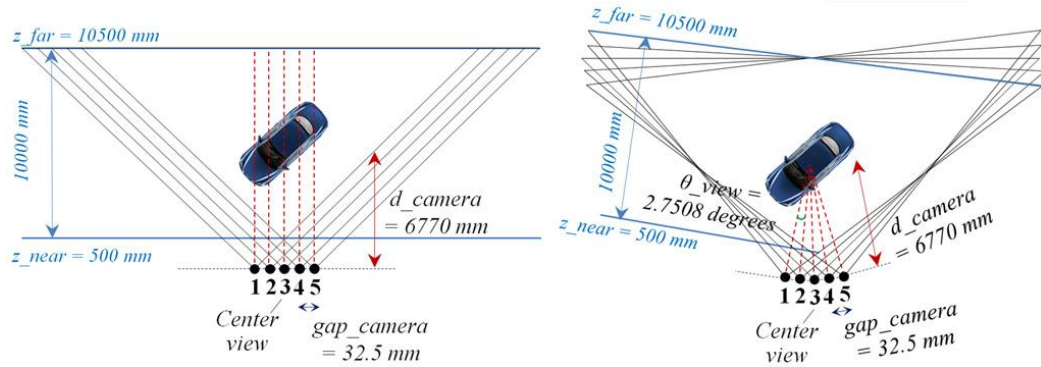 z_far = 10500 mm
10000 mm
d_camera
= 6770 mm
z_near = 500 mm
1 2 3 4 5
Center
view
gap_camera
= 32.5 mm
z_far = 10500 mm
10000 mm
θ_view =
2.7508 degrees
d_camera
= 6770 mm
z_near = 500 mm
1 2 3 4 5
Center
view
gap_camera
= 32.5 mm